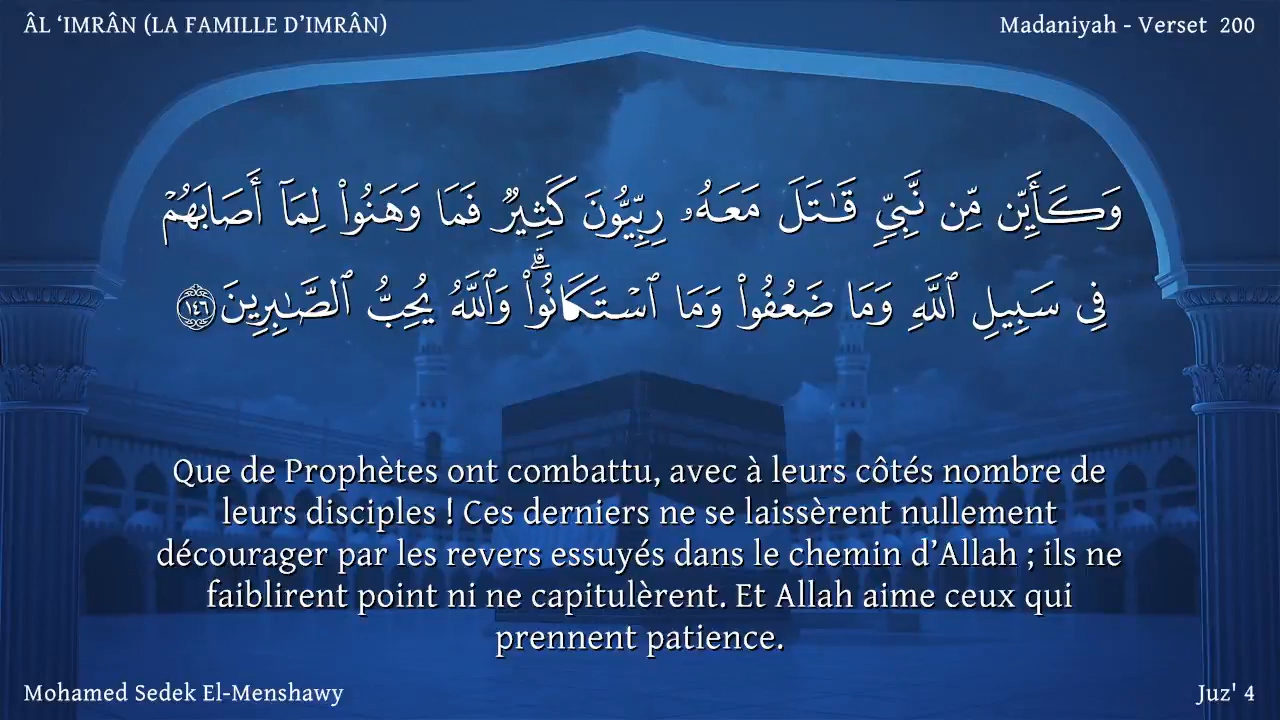 ÂL ‘IMRÂN (LA FAMILLE D’IMRÂN)
Madaniyah - Verset 200
وَكَأَيِّن مِّن نَّبِىٍّ قَـٰتَلَ مَعَهُۥ رِبِّيُّونَ كَثِيرٌ فَمَا وَهَنُوا۟ لِمَآ أَصَابَهُمْ
فِى سَبِيلِ ٱللَّهِ وَمَا ضَعُفُوا۟ وَمَا ٱسْتَكَانُوا۟ ۗ وَٱللَّهُ يُحِبُّ ٱلصَّـٰبِرِينَ ١٤٦
Que de Prophètes ont combattu, avec à leurs côtés nombre de
leurs disciples ! Ces derniers ne se laissèrent nullement
décourager par les revers essuyés dans le chemin d’Allah ; ils ne
faiblirent point ni ne capitulèrent. Et Allah aime ceux qui
prennent patience.
Mohamed Sedek El-Menshawy
Juz' 4